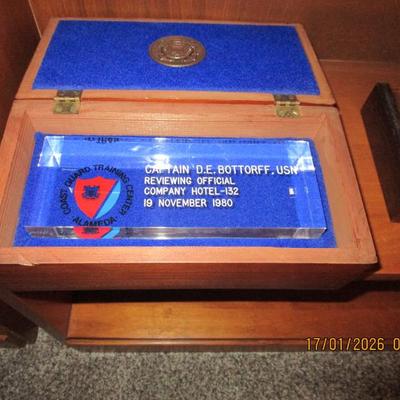 CAPTAIN D.E. BOTTORFF, USN
REVIEWING OFFICIAL
COMPANY HOTEL-132
19 NOVEMBER 1980
COAST GUARD TRAINING CENTER
ALAMEDA
17/01/2026 0